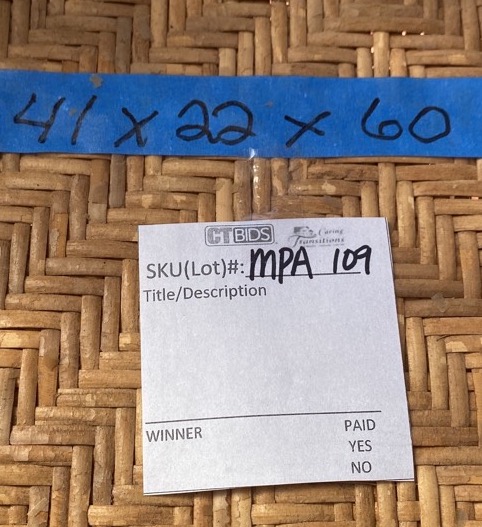 41 x 22 x 60
CTBIDS Caring Transitions
SKU(Lot)#: MPA 109
Title/Description
WINNER PAID
YES
NO